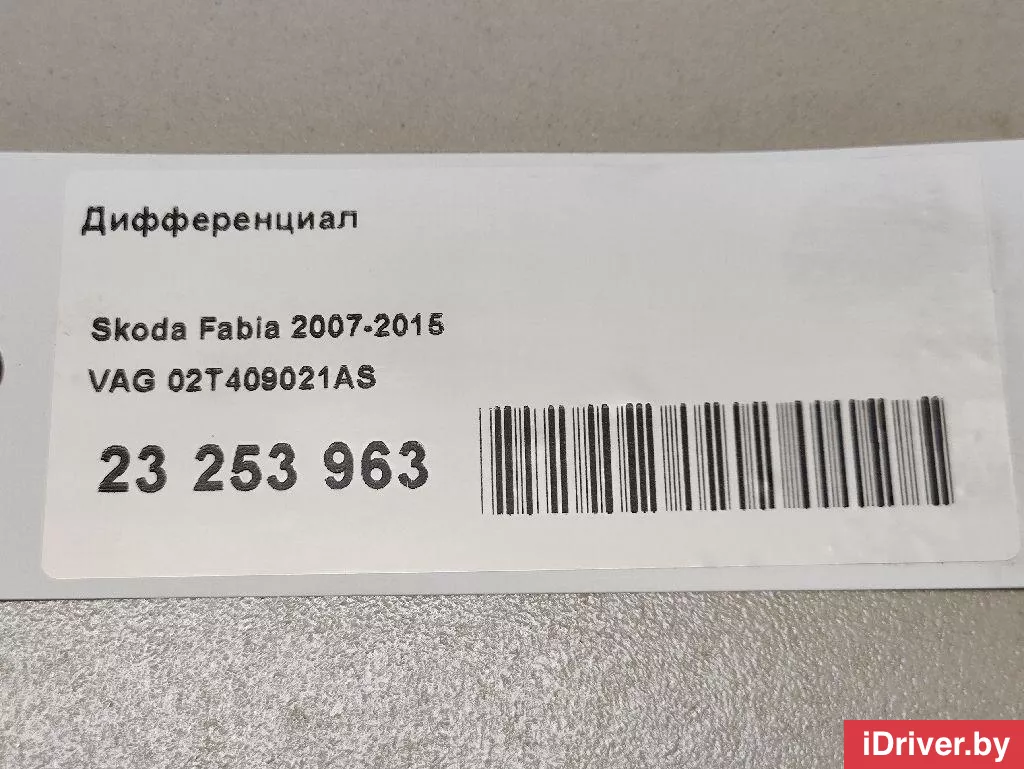 Дифференциал
Skoda Fabia 2007-2015
VAG 02T409021AS
23 253 963
iDriver.by